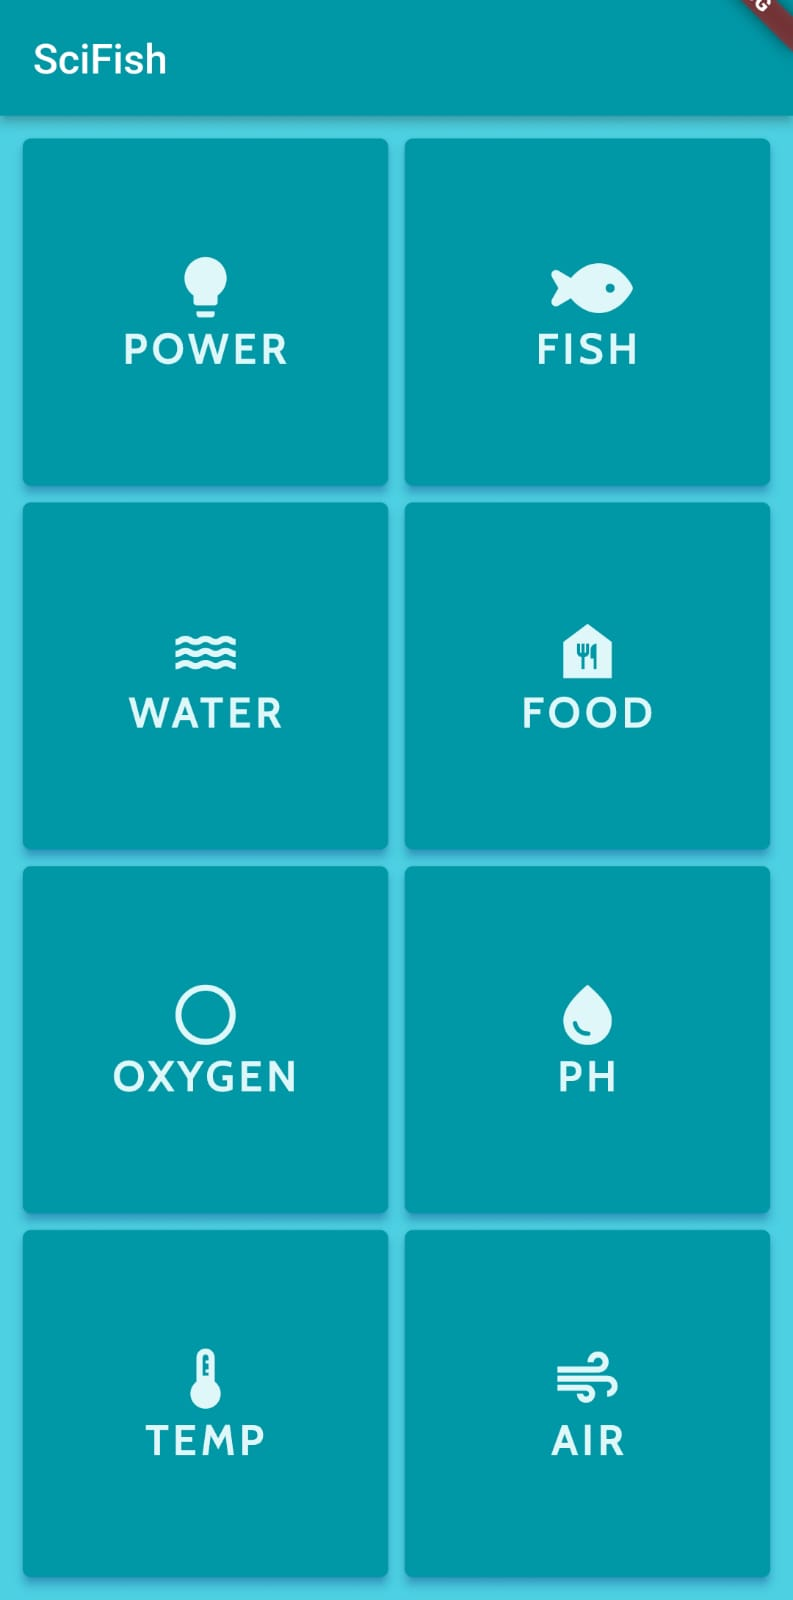 SciFish
POWER
FISH
WATER
FOOD
OXYGEN
PH
TEMP
AIR